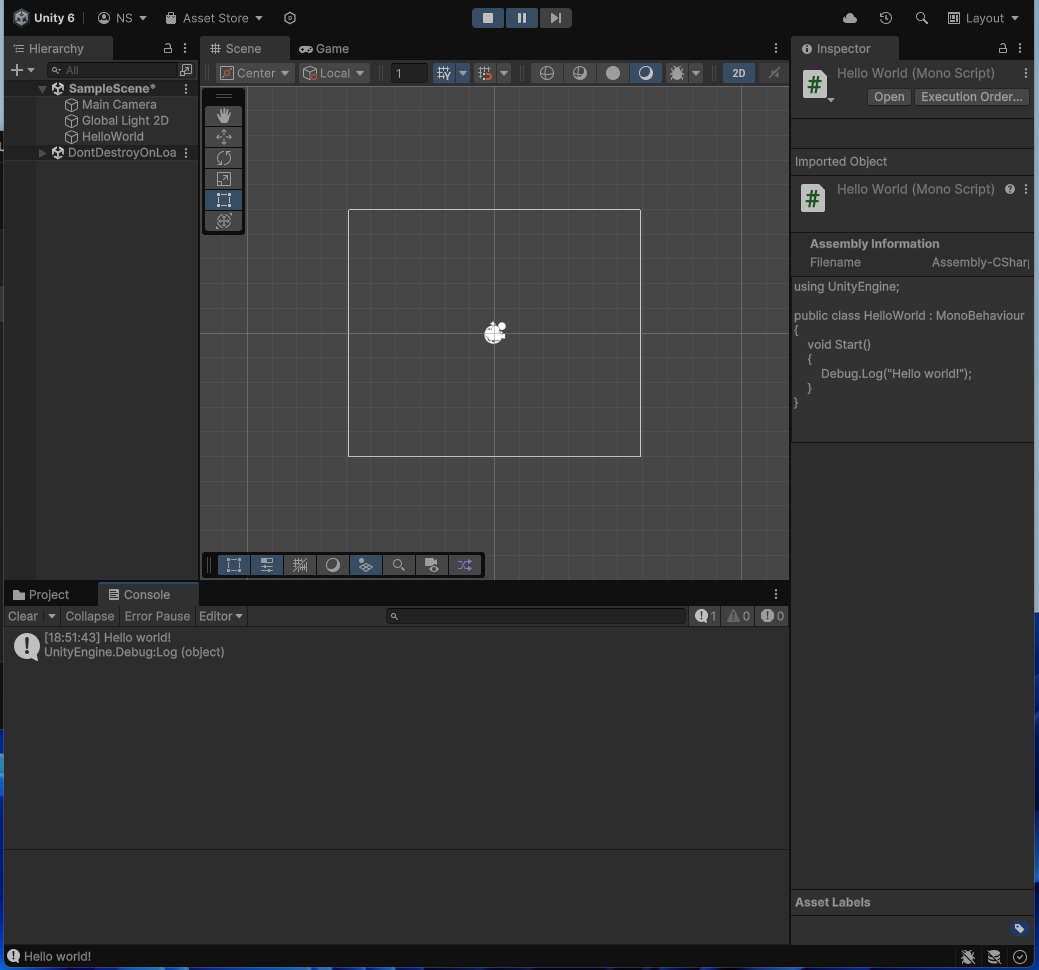 Unity 6
NS
Asset Store
Layout
Hierarchy
All
SampleScene*
Main Camera
Global Light 2D
HelloWorld
DontDestroyOnLoa
Scene
Game
Center
Local
1
2D
Inspector
Hello World (Mono Script)
Open
Execution Order...
Imported Object
Hello World (Mono Script)
Assembly Information
Filename Assembly-CShar
using UnityEngine;
public class HelloWorld : MonoBehaviour
{
void Start()
{
Debug.Log("Hello world!");
}
}
Asset Labels
Project
Console
Clear
Collapse
Error Pause
Editor
1
0
0
[18:51:43] Hello world!
UnityEngine.Debug:Log (object)
Hello world!